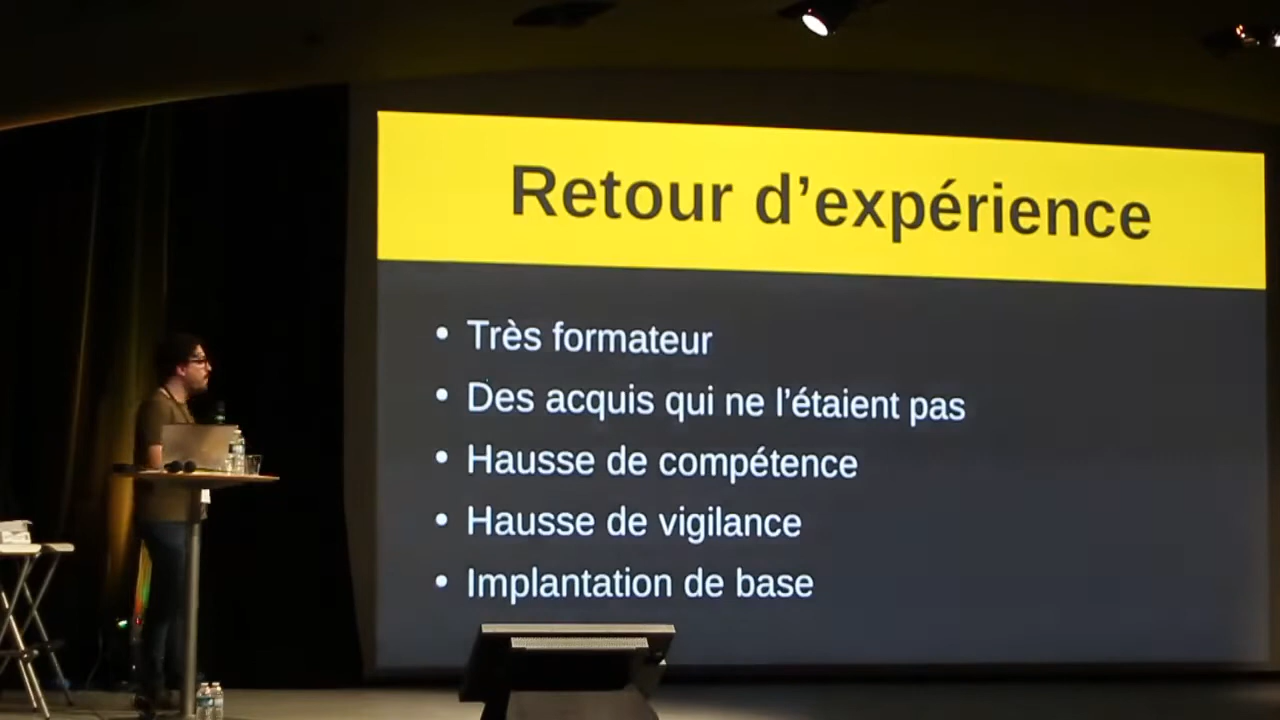 Retour d’expérience
• Très formateur
• Des acquis qui ne l’étaient pas
• Hausse de compétence
• Hausse de vigilance
• Implantation de base